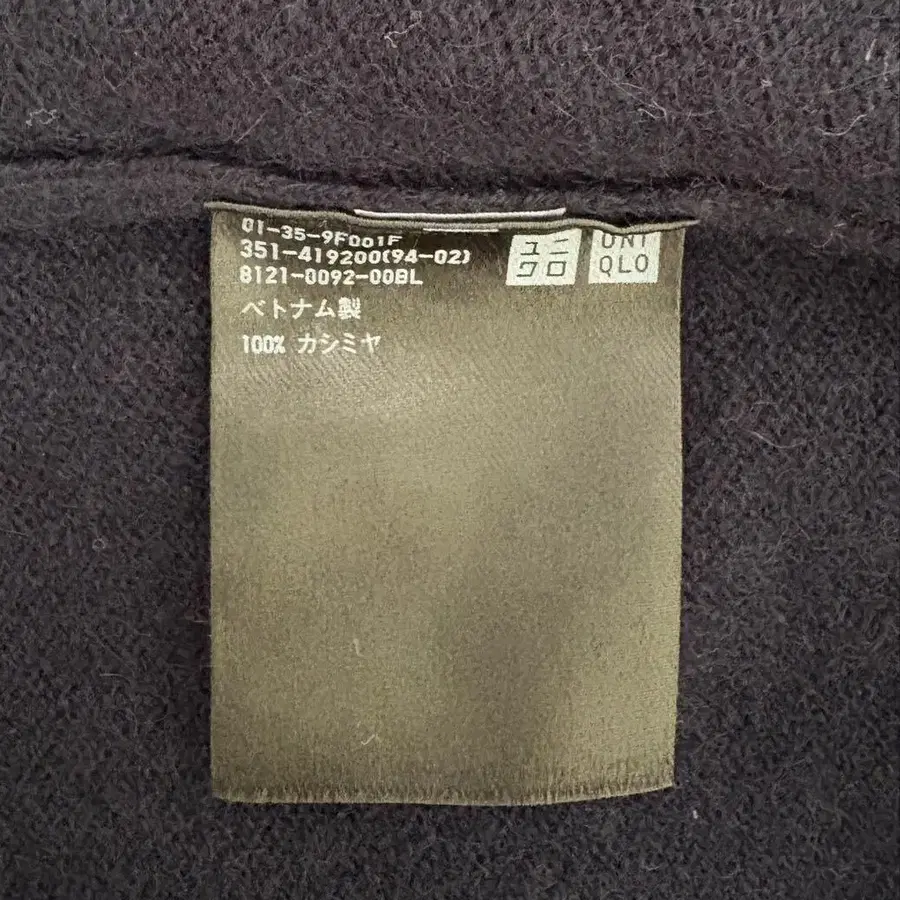 01-35-9F001F
351-419200(94-02)
8121-0092-00BL
ベトナム製
100% カシミヤ
ユニ
クロ
UNI
QLO